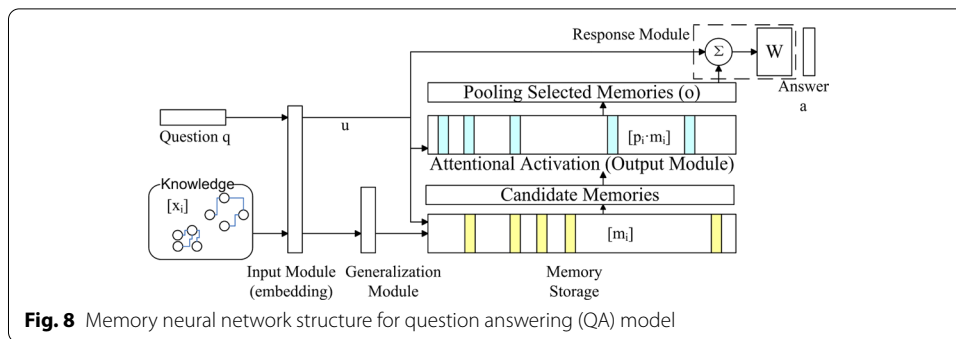 Response Module
Σ
W
Pooling Selected Memories (o)
Answer
a
Question q
u
[pᵢ·mᵢ]
Attentional Activation (Output Module)
Knowledge
[xᵢ]
Candidate Memories
[mᵢ]
Input Module
(embedding)
Generalization
Module
Memory
Storage
Fig. 8 Memory neural network structure for question answering (QA) model